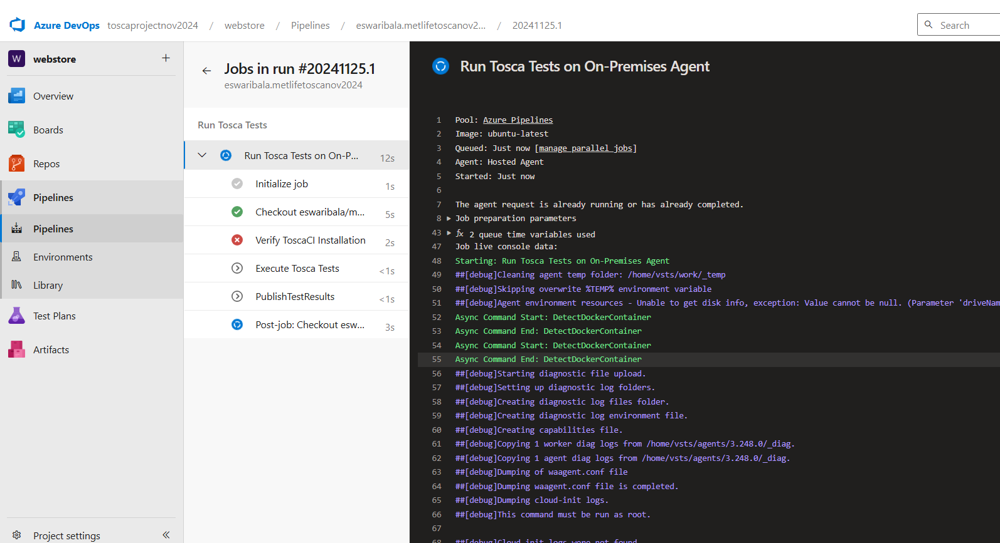 Azure DevOps toscaprojectnov2024 / webstore / Pipelines / eswaribala.metlifetoscanov2... / 20241125.1
Search
W webstore +
Overview
Boards
Repos
Pipelines
Pipelines
Environments
Library
Test Plans
Artifacts
Project settings
Jobs in run #20241125.1
eswaribala.metlifetoscanov2024
Run Tosca Tests
Run Tosca Tests on On-P... 12s
Initialize job 1s
Checkout eswaribala/m... 5s
Verify ToscaCI Installation 2s
Execute Tosca Tests <1s
PublishTestResults <1s
Post-job: Checkout esw... 3s
Run Tosca Tests on On-Premises Agent
1 Pool: Azure Pipelines
2 Image: ubuntu-latest
3 Queued: Just now [manage parallel jobs]
4 Agent: Hosted Agent
5 Started: Just now
6
7 The agent request is already running or has already completed.
8 Job preparation parameters
43 fx 2 queue time variables used
47 Job live console data:
48 Starting: Run Tosca Tests on On-Premises Agent
49 ##[debug]Cleaning agent temp folder: /home/vsts/work/_temp
50 ##[debug]Skipping overwrite %TEMP% environment variable
51 ##[debug]Agent environment resources - Unable to get disk info, exception: Value cannot be null. (Parameter 'driveNam
52 Async Command Start: DetectDockerContainer
53 Async Command End: DetectDockerContainer
54 Async Command Start: DetectDockerContainer
55 Async Command End: DetectDockerContainer
56 ##[debug]Starting diagnostic file upload.
57 ##[debug]Setting up diagnostic log folders.
58 ##[debug]Creating diagnostic log files folder.
59 ##[debug]Creating diagnostic log environment file.
60 ##[debug]Creating capabilities file.
61 ##[debug]Copying 1 worker diag logs from /home/vsts/agents/3.248.0/_diag.
62 ##[debug]Copying 1 agent diag logs from /home/vsts/agents/3.248.0/_diag.
63 ##[debug]Dumping of waagent.conf file
64 ##[debug]Dumping waagent.conf file is completed.
65 ##[debug]Dumping cloud-init logs.
66 ##[debug]This command must be run as root.
67
68 ##[debug]Cloud-init logs were not found